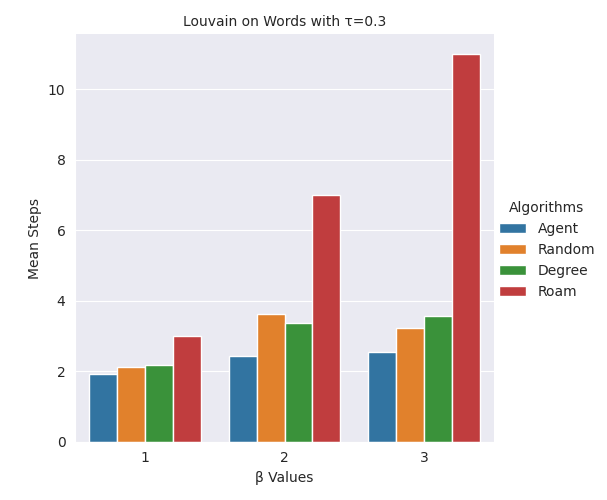 Louvain on Words with τ=0.3
Mean Steps
10
8
6
4
2
0
1
2
3
β Values
Algorithms
Agent
Random
Degree
Roam